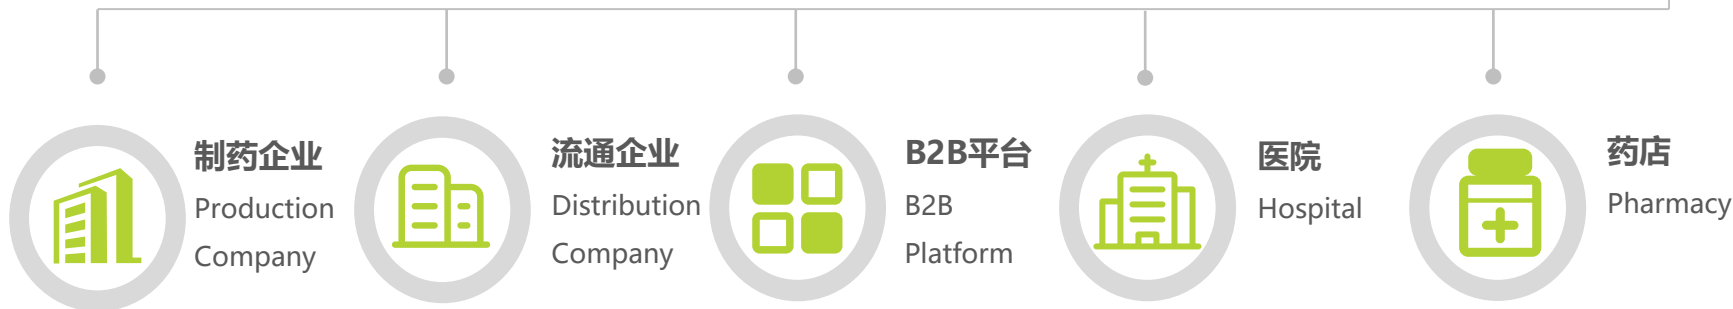 制药企业
Production
Company
流通企业
Distribution
Company
B2B平台
B2B
Platform
医院
Hospital
药店
Pharmacy